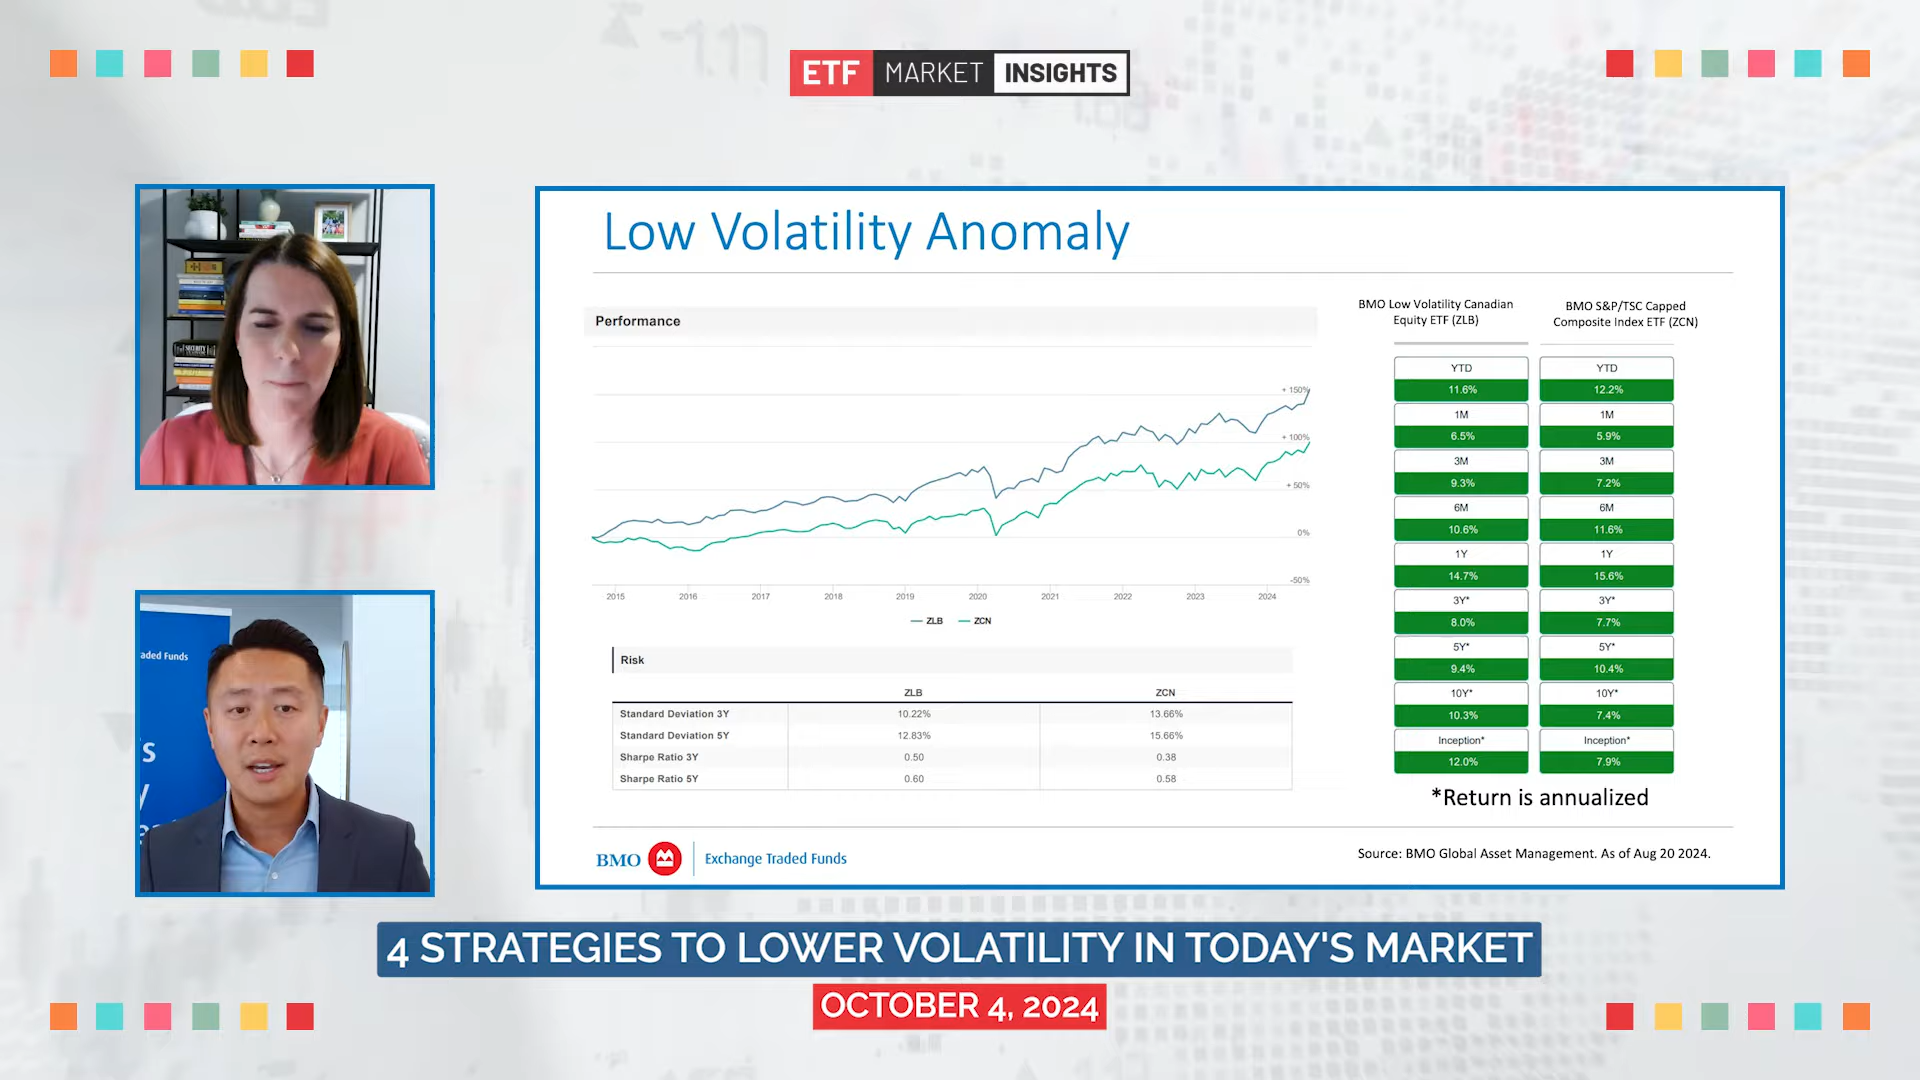 ETF MARKET INSIGHTS
Low Volatility Anomaly
Performance
+ 150%
+ 100%
+ 50%
0%
-50%
2015 2016 2017 2018 2019 2020 2021 2022 2023 2024
ZLB ZCN
Risk
ZLB ZCN
Standard Deviation 3Y 10.22% 13.66%
Standard Deviation 5Y 12.83% 15.66%
Sharpe Ratio 3Y 0.50 0.38
Sharpe Ratio 5Y 0.60 0.58
BMO Low Volatility Canadian
Equity ETF (ZLB)
BMO S&P/TSC Capped
Composite Index ETF (ZCN)
YTD YTD
11.6% 12.2%
1M 1M
6.5% 5.9%
3M 3M
9.3% 7.2%
6M 6M
10.6% 11.6%
1Y 1Y
14.7% 15.6%
3Y* 3Y*
8.0% 7.7%
5Y* 5Y*
9.4% 10.4%
10Y* 10Y*
10.3% 7.4%
Inception* Inception*
12.0% 7.9%
*Return is annualized
BMO Exchange Traded Funds
Source: BMO Global Asset Management. As of Aug 20 2024.
aded Funds
's
y
4 STRATEGIES TO LOWER VOLATILITY IN TODAY'S MARKET
OCTOBER 4, 2024